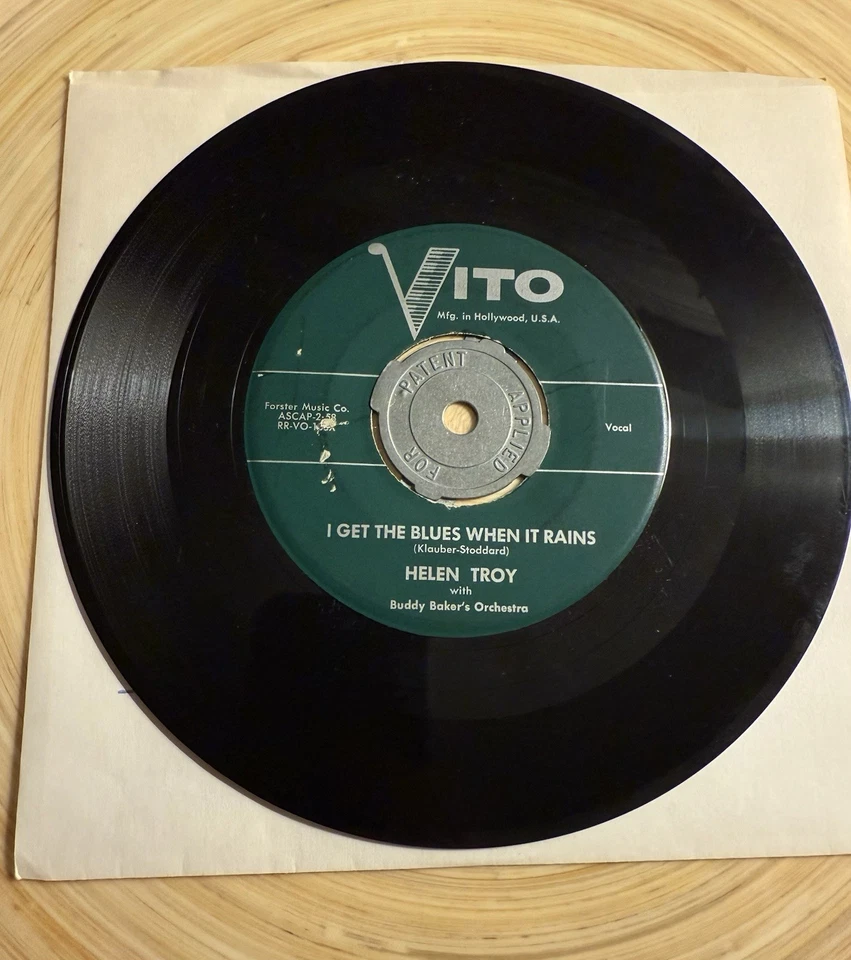 VITO
Mfg. in Hollywood, U.S.A.
PATENT APPLIED FOR
Forster Music Co.
ASCAP-2:58
Vocal
I GET THE BLUES WHEN IT RAINS
(Klauber-Stoddard)
HELEN TROY
with
Buddy Baker's Orchestra